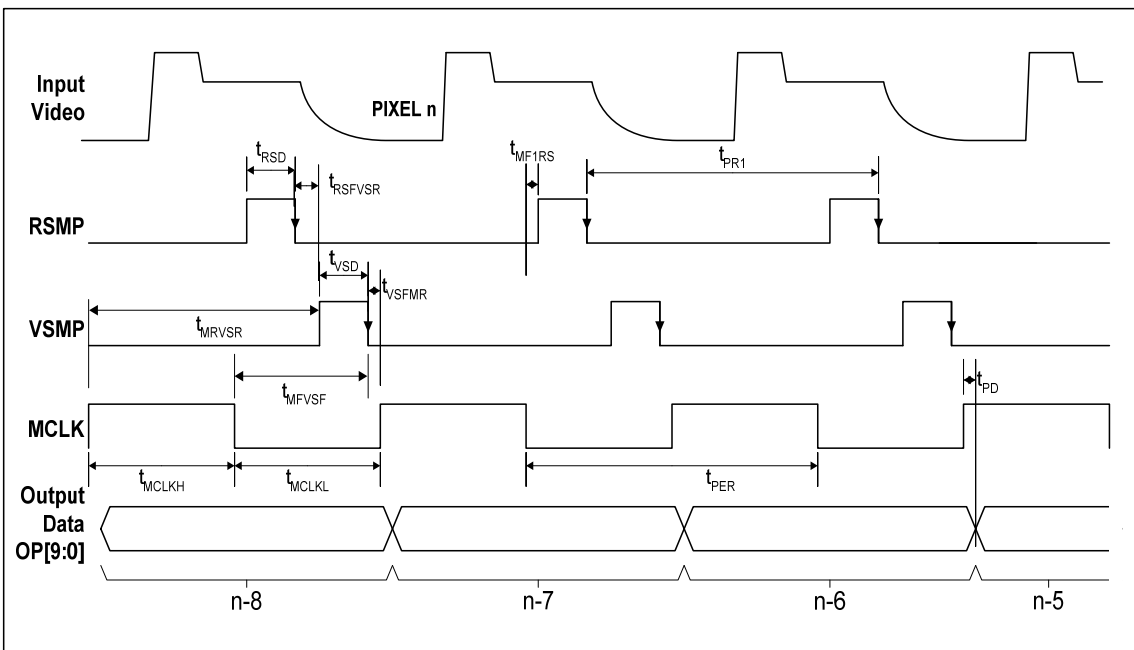 Input
Video
PIXEL n
tRSD
tRSFVSR
tMF1RS
tPR1
RSMP
tVSD
tVSFMR
VSMP
tMRVSR
tMFVSF
tPD
MCLK
tMCLKH
tMCLKL
tPER
Output
Data
OP[9:0]
n-8
n-7
n-6
n-5